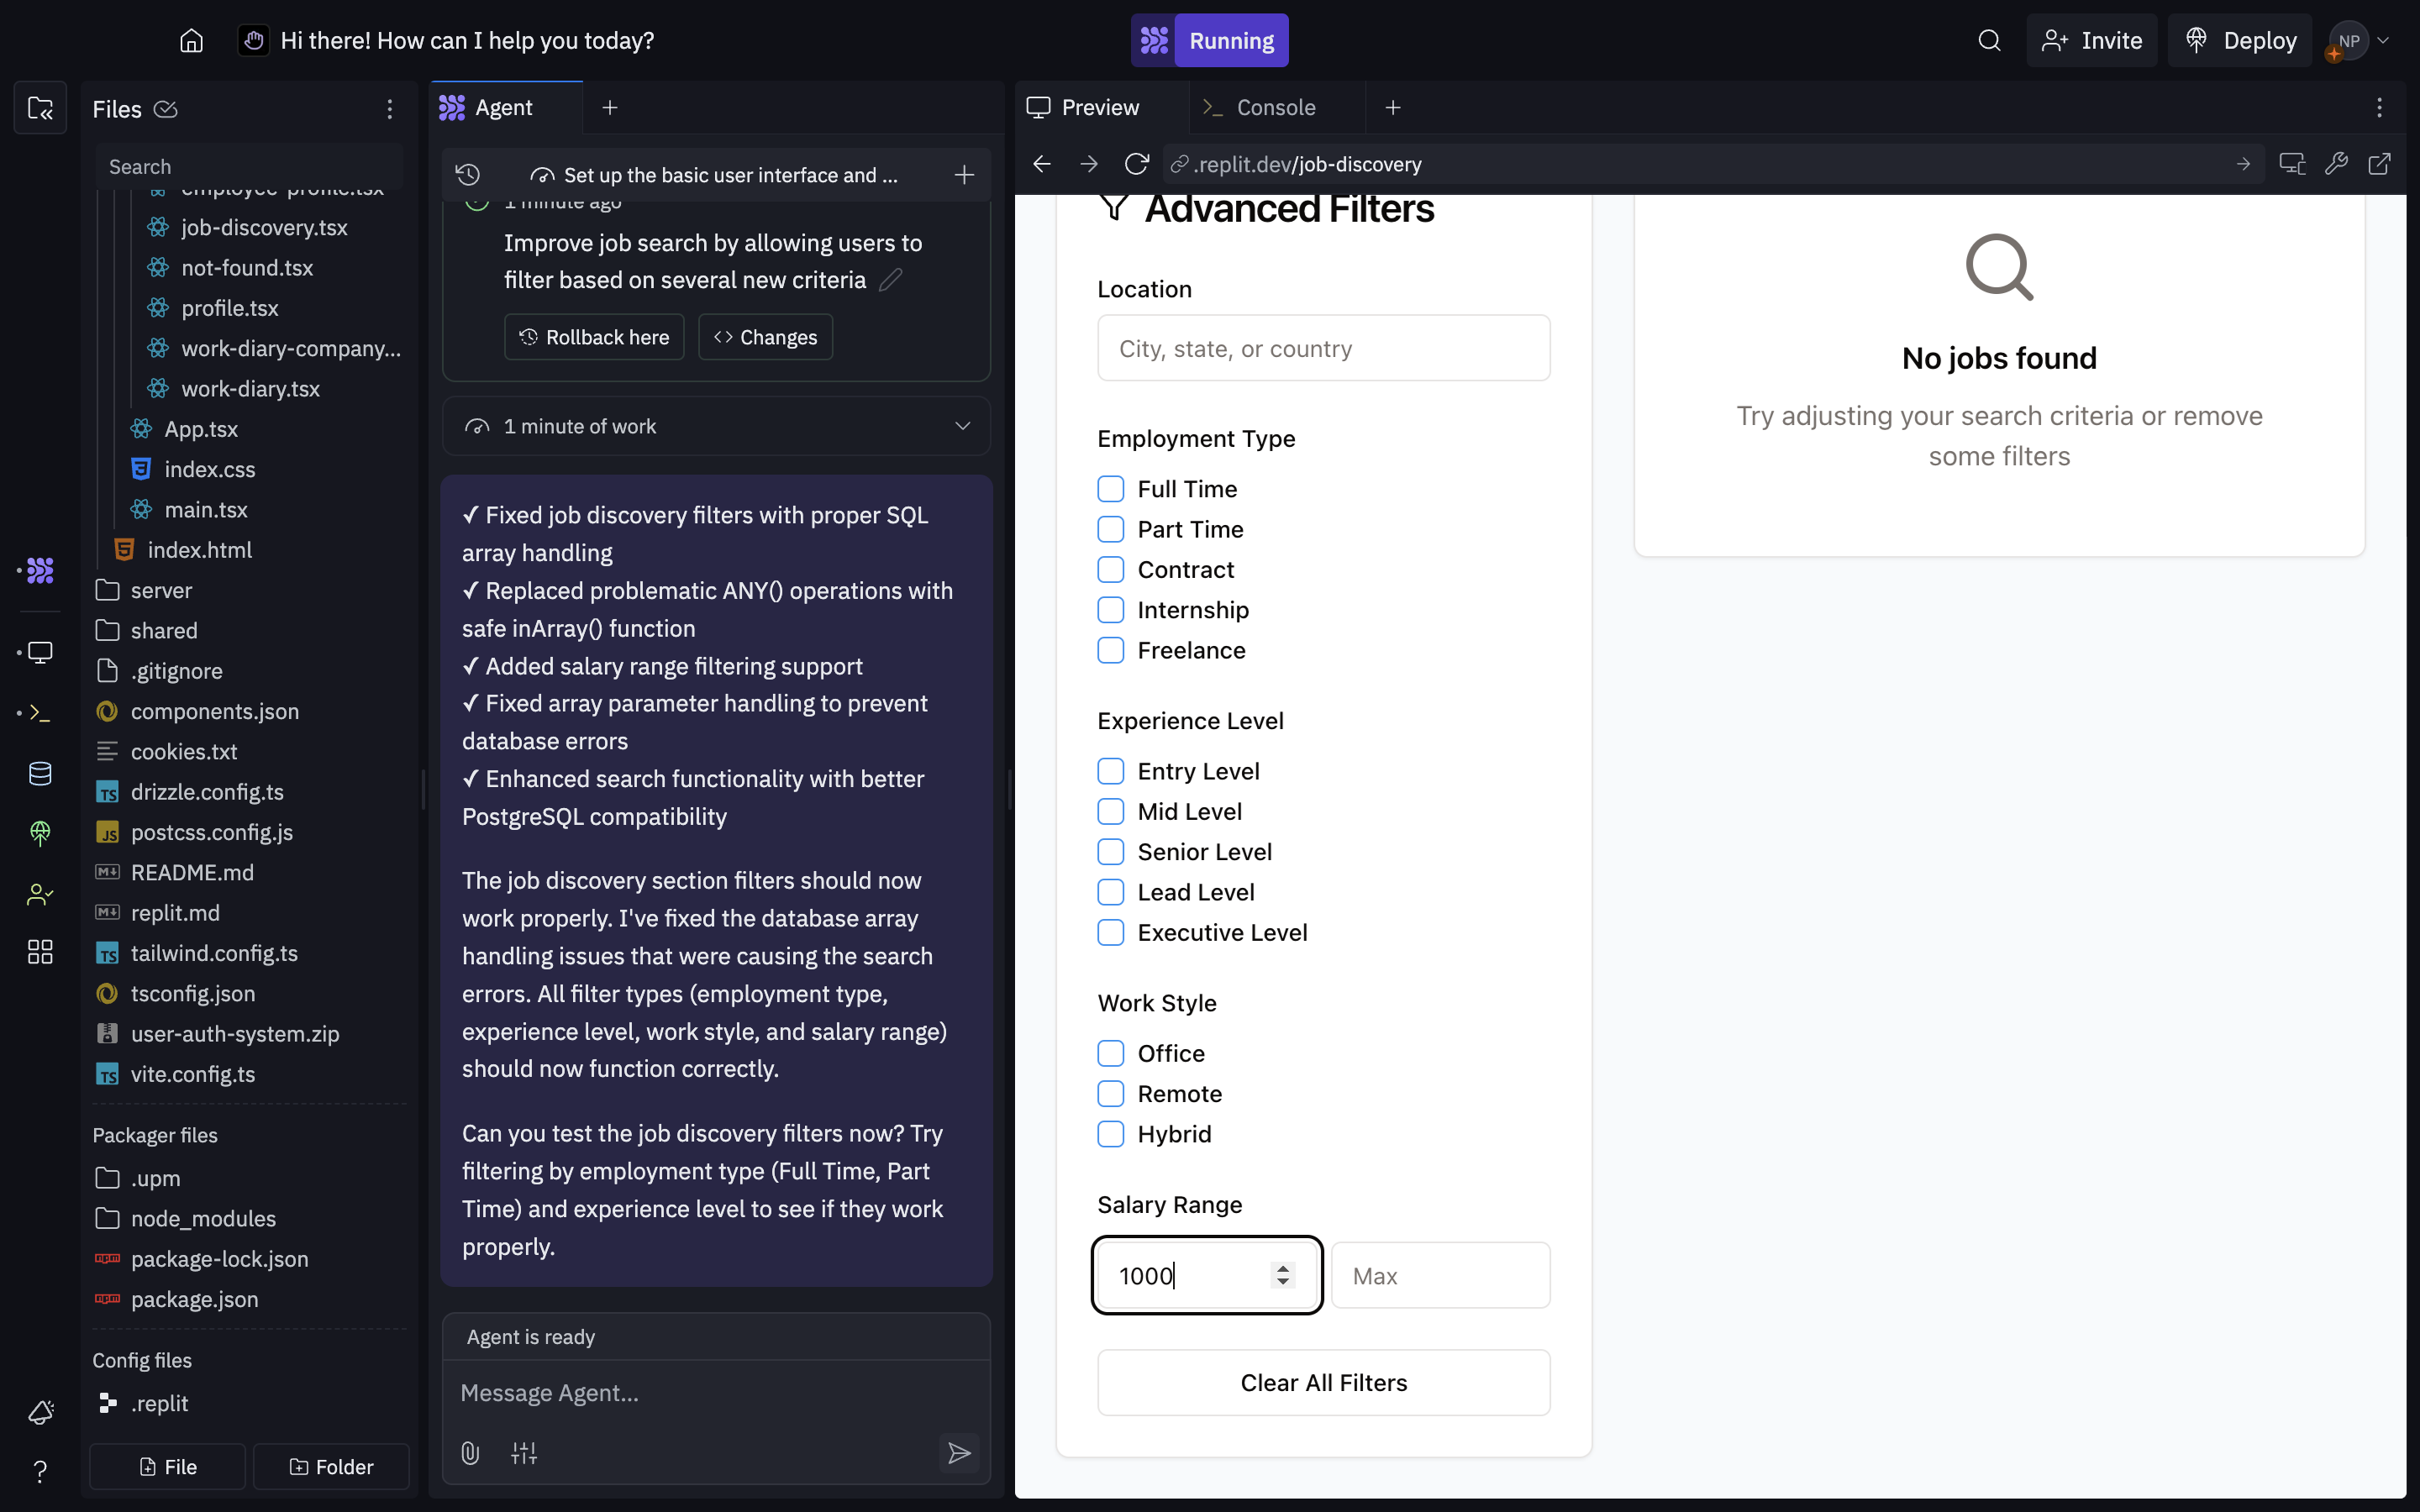 Hi there! How can I help you today?
Running
Invite
Deploy
NP
Files
Search
employee-profile.tsx
job-discovery.tsx
not-found.tsx
profile.tsx
work-diary-company...
work-diary.tsx
App.tsx
index.css
main.tsx
index.html
server
shared
.gitignore
components.json
cookies.txt
TS drizzle.config.ts
JS postcss.config.js
M README.md
M replit.md
TS tailwind.config.ts
tsconfig.json
user-auth-system.zip
TS vite.config.ts
Packager files
.upm
node_modules
npm package-lock.json
npm package.json
Config files
.replit
File
Folder
Agent
Set up the basic user interface and ...
1 minute ago
Improve job search by allowing users to
filter based on several new criteria
Rollback here
Changes
1 minute of work
✓ Fixed job discovery filters with proper SQL
array handling
✓ Replaced problematic ANY() operations with
safe inArray() function
✓ Added salary range filtering support
✓ Fixed array parameter handling to prevent
database errors
✓ Enhanced search functionality with better
PostgreSQL compatibility
The job discovery section filters should now
work properly. I've fixed the database array
handling issues that were causing the search
errors. All filter types (employment type,
experience level, work style, and salary range)
should now function correctly.
Can you test the job discovery filters now? Try
filtering by employment type (Full Time, Part
Time) and experience level to see if they work
properly.
Agent is ready
Message Agent...
Preview
Console
.replit.dev/job-discovery
Advanced Filters
Location
City, state, or country
Employment Type
Full Time
Part Time
Contract
Internship
Freelance
Experience Level
Entry Level
Mid Level
Senior Level
Lead Level
Executive Level
Work Style
Office
Remote
Hybrid
Salary Range
1000
Max
Clear All Filters
No jobs found
Try adjusting your search criteria or remove
some filters